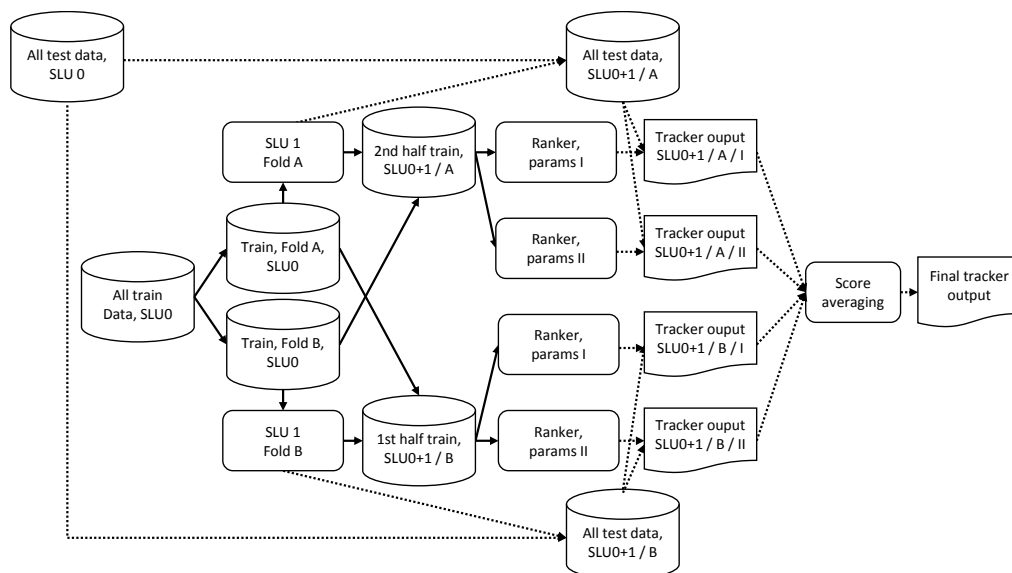 All test data,
SLU 0
All test data,
SLU0+1 / A
SLU 1
Fold A
2nd half train,
SLU0+1 / A
Ranker,
params I
Tracker ouput
SLU0+1 / A / I
Train, Fold A,
SLU0
Ranker,
params II
Tracker ouput
SLU0+1 / A / II
All train
Data, SLU0
Score
averaging
Final tracker
output
Train, Fold B,
SLU0
Ranker,
params I
Tracker ouput
SLU0+1 / B / I
SLU 1
Fold B
1st half train,
SLU0+1 / B
Ranker,
params II
Tracker ouput
SLU0+1 / B / II
All test data,
SLU0+1 / B